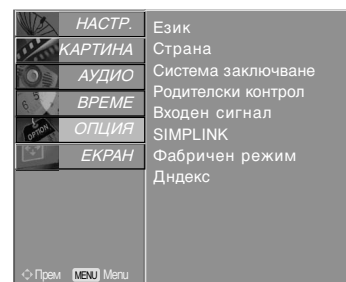 НАСТР.
КАРТИНА
АУДИО
ВРЕМЕ
ОПЦИЯ
ЕКРАН
Език
Страна
Система заключване
Родителски контрол
Входен сигнал
SIMPLINK
Фабричен режим
Дндекс
Прем MENU Menu